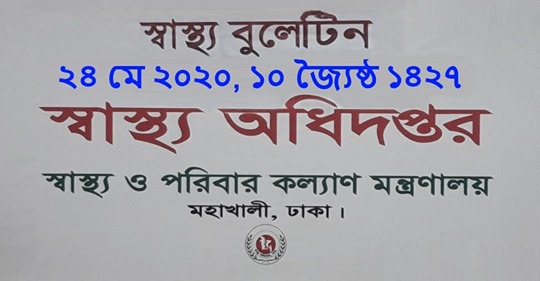 স্বাস্থ্য বুলেটিন
২৪ মে ২০২০, ১০ জ্যৈষ্ঠ ১৪২৭
স্বাস্থ্য অধিদপ্তর
স্বাস্থ্য ও পরিবার কল্যাণ মন্ত্রণালয়
মহাখালী, ঢাকা।